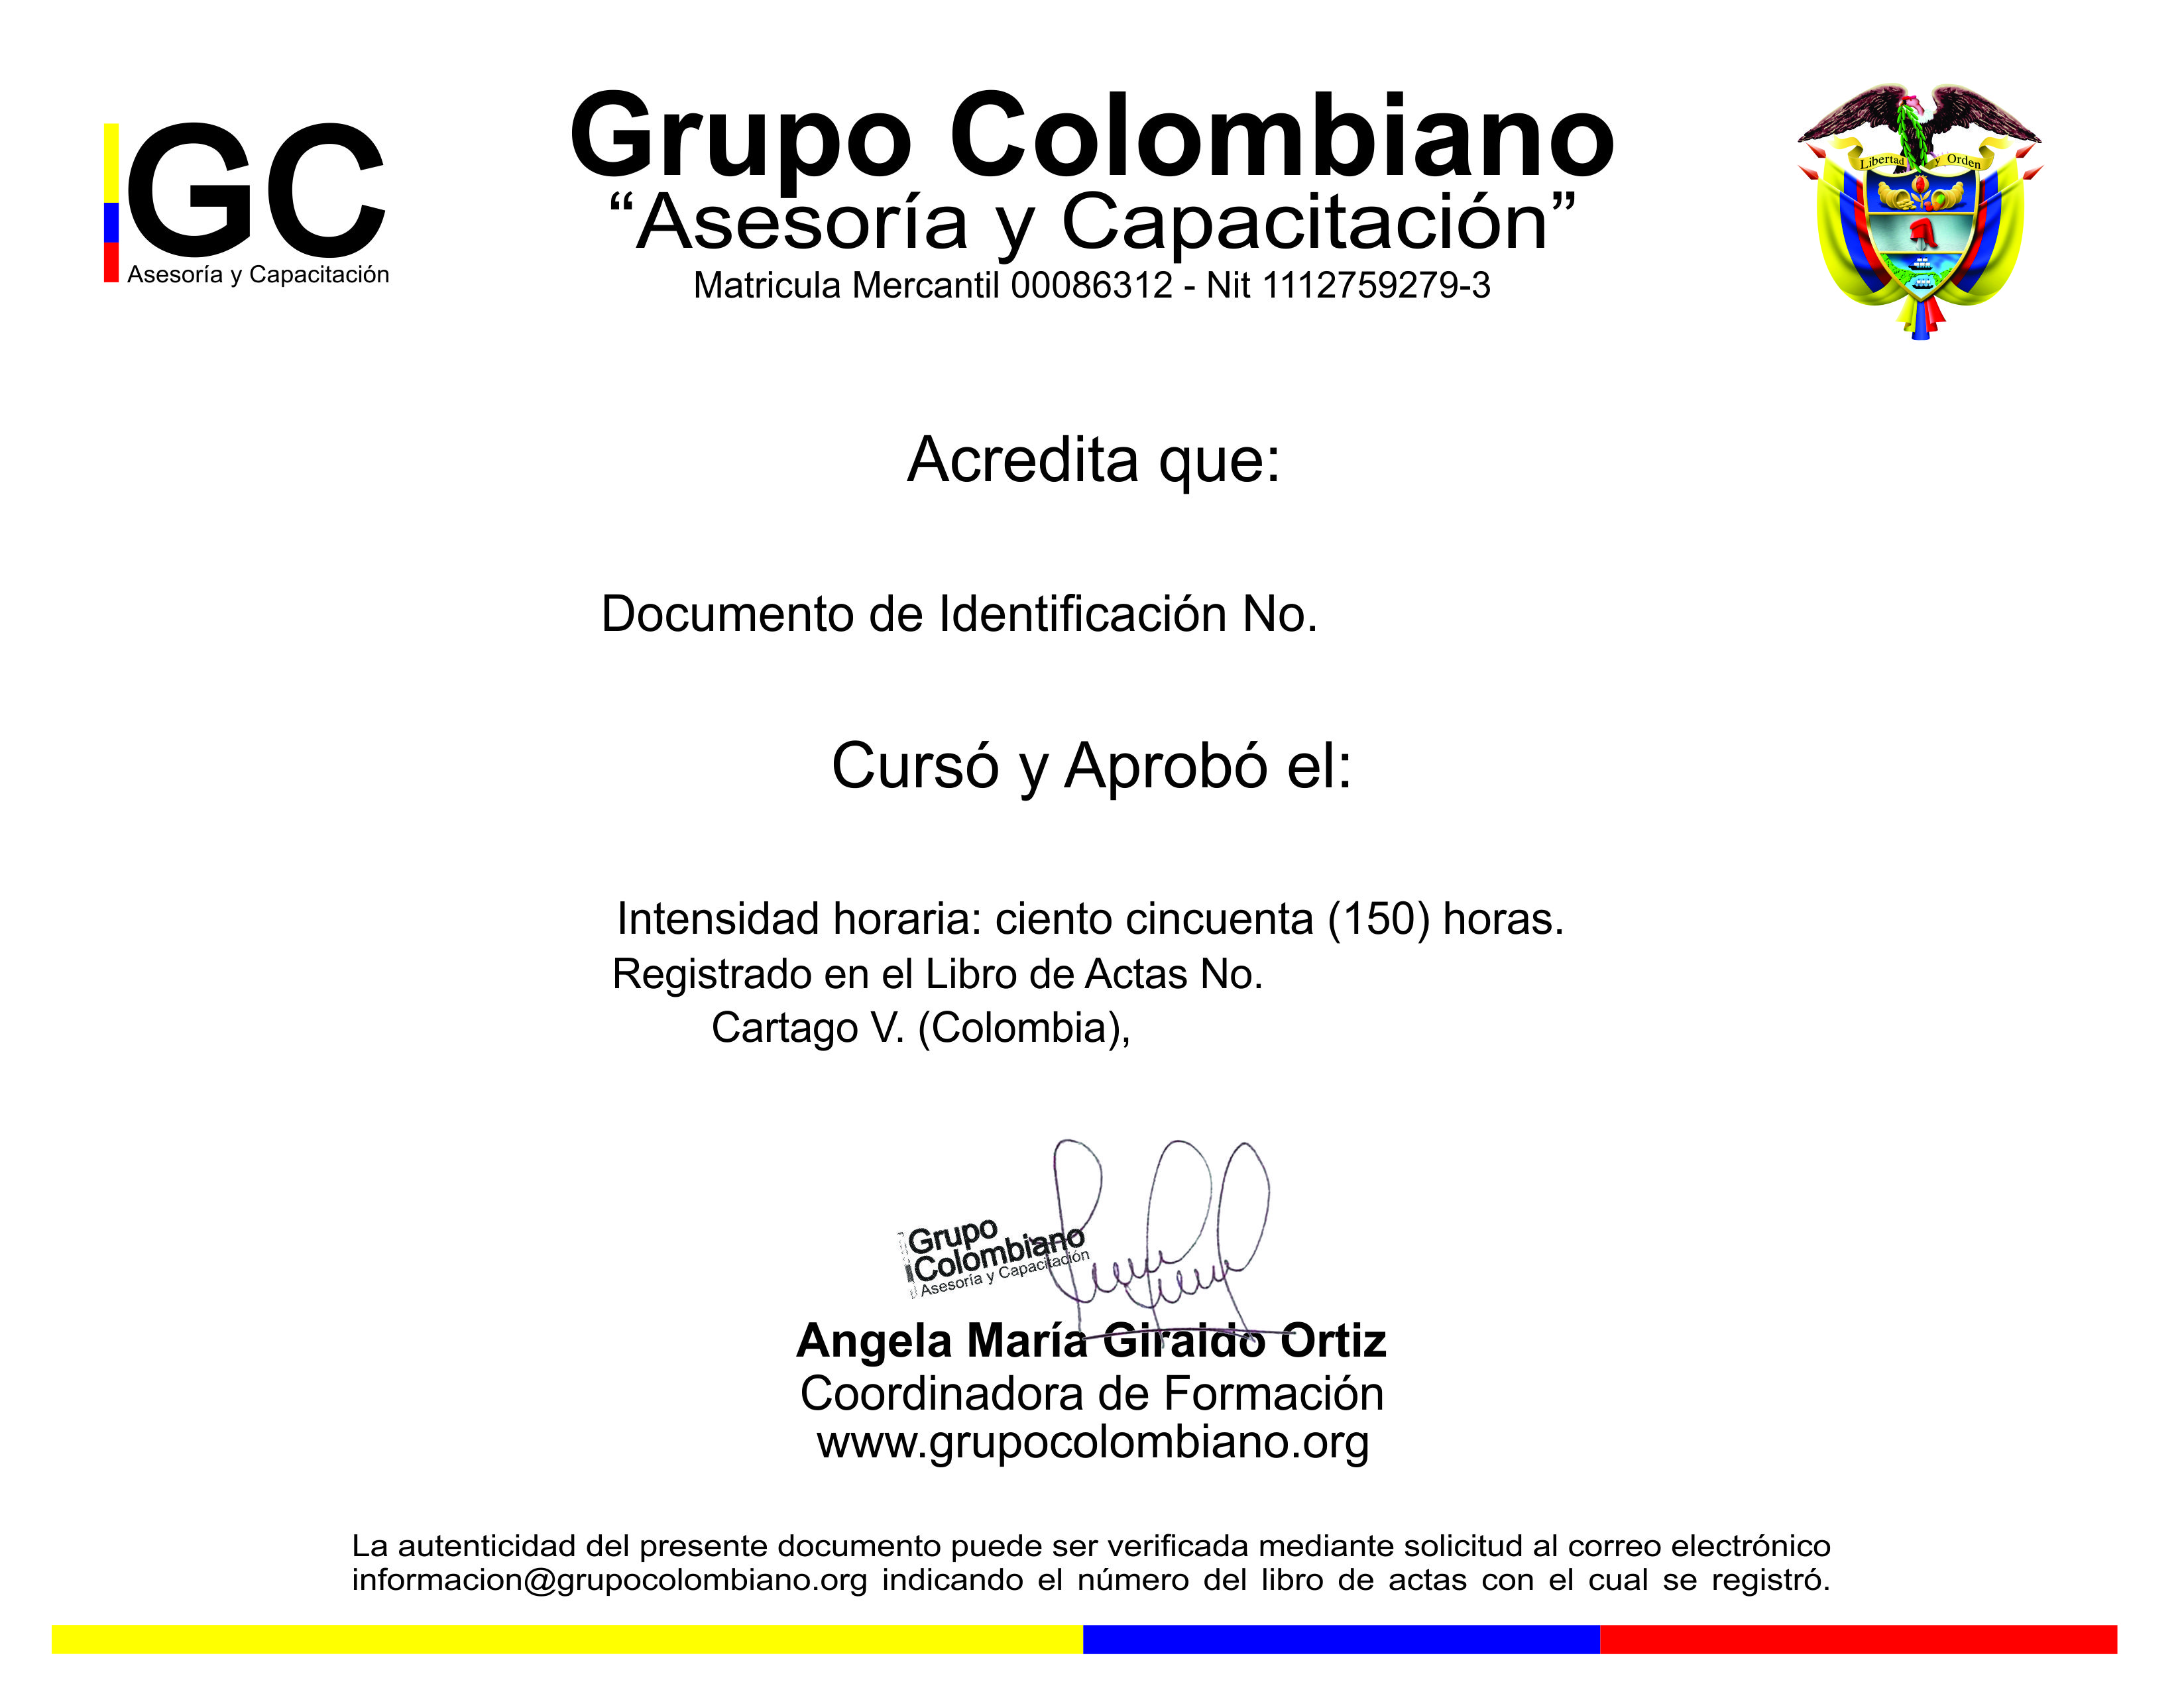 GC
Asesoría y Capacitación
Grupo Colombiano
“Asesoría y Capacitación”
Matricula Mercantil 00086312 - Nit 1112759279-3
Libertad y Orden
Acredita que:
Documento de Identificación No.
Cursó y Aprobó el:
Intensidad horaria: ciento cincuenta (150) horas.
Registrado en el Libro de Actas No.
Cartago V. (Colombia),
Grupo
Colombiano
Asesoría y Capacitación
Angela María Giraldo Ortiz
Coordinadora de Formación
www.grupocolombiano.org
La autenticidad del presente documento puede ser verificada mediante solicitud al correo electrónico
informacion@grupocolombiano.org indicando el número del libro de actas con el cual se registró.